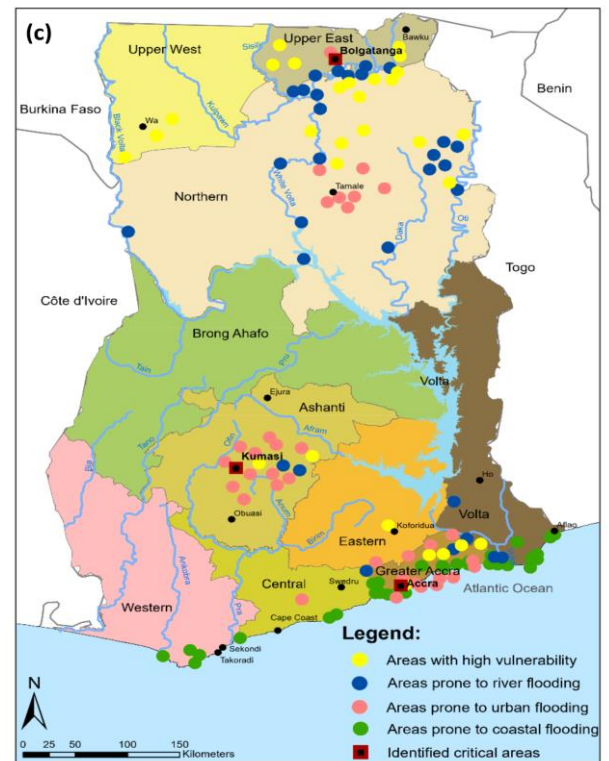 (c)
Upper East
Bawku
Upper West
Sisili
Bolgatanga
Benin
Burkina Faso
Kulpawn
Wa
Black Volta
Northern
White Volta
Tamale
Daka
Oti
Togo
Côte d'Ivoire
Brong Ahafo
Tain
Pru
Volta
Ejura
Ashanti
Tano
Afram
Ofin
Bia
Kumasi
Ho
Anum
Obuasi
Volta
Koforidua
Aflao
Birim
Eastern
Ankobra
Central
Greater Accra
Swedru
Accra
Atlantic Ocean
Western
Pra
Cape Coast
Sekondi
Takoradi
Legend:
Areas with high vulnerability
Areas prone to river flooding
Areas prone to urban flooding
Areas prone to coastal flooding
Identified critical areas
N
0 25 50 100 150
Kilometers